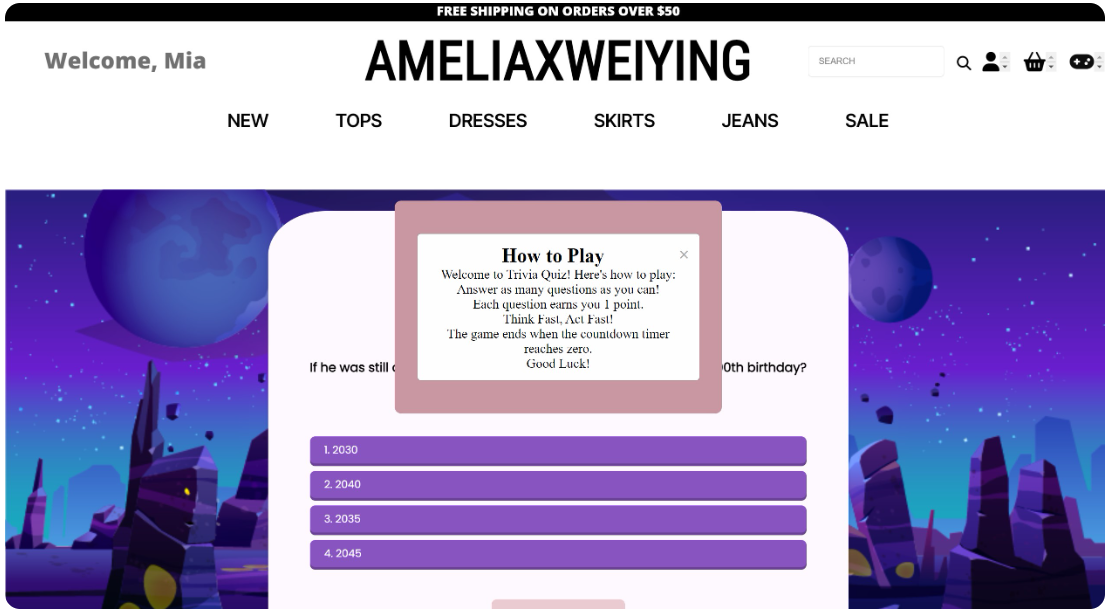 FREE SHIPPING ON ORDERS OVER $50
Welcome, Mia
AMELIAXWEIYING
SEARCH
NEW TOPS DRESSES SKIRTS JEANS SALE
How to Play
×
Welcome to Trivia Quiz! Here's how to play:
Answer as many questions as you can!
Each question earns you 1 point.
Think Fast, Act Fast!
The game ends when the countdown timer
reaches zero.
Good Luck!
If he was still 0th birthday?
1. 2030
2. 2040
3. 2035
4. 2045